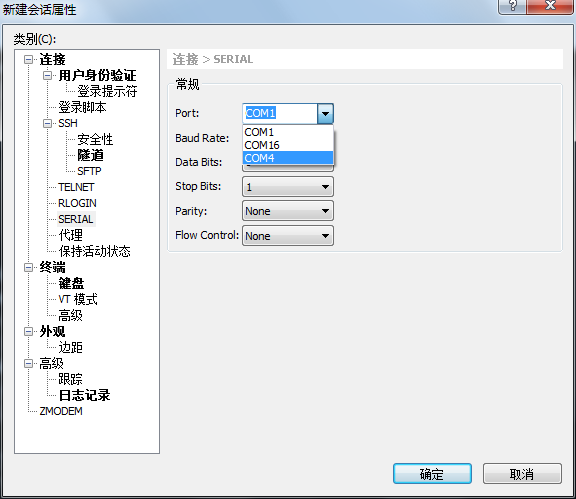 新建会话属性
类别(C):
连接
用户身份验证
登录提示符
登录脚本
SSH
安全性
隧道
SFTP
TELNET
RLOGIN
SERIAL
代理
保持活动状态
终端
键盘
VT 模式
高级
外观
边距
高级
跟踪
日志记录
ZMODEM
连接 > SERIAL
常规
Port: COM1
COM1
COM16
COM4
Baud Rate:
Data Bits:
Stop Bits: 1
Parity: None
Flow Control: None
确定 取消